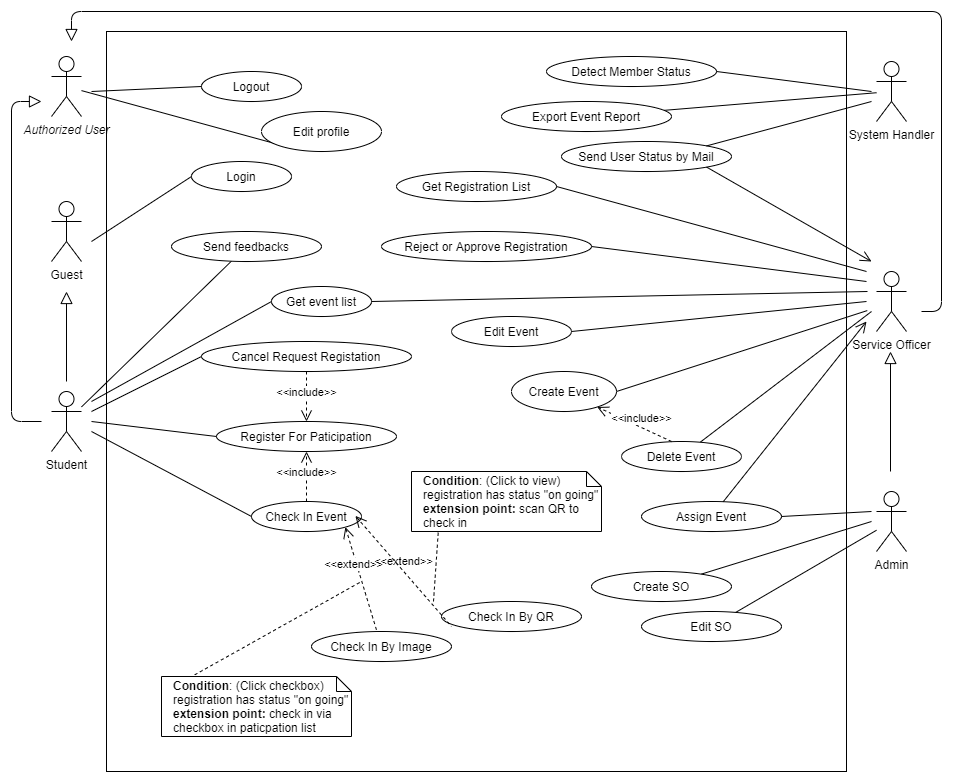 Detect Member Status
Logout
Export Event Report
Authorized User
Edit profile
System Handler
Send User Status by Mail
Login
Get Registration List
Send feedbacks
Reject or Approve Registration
Guest
Get event list
Edit Event
Service Officer
Cancel Request Registation
<<include>>
Create Event
<<include>>
Register For Paticipation
Delete Event
Student
<<include>>
Condition: (Click to view)
registration has status "on going"
extension point: scan QR to
check in
Check In Event
Assign Event
<<extend>>
<<extend>>
Admin
Create SO
Check In By QR
Edit SO
Check In By Image
Condition: (Click checkbox)
registration has status "on going"
extension point: check in via
checkbox in paticpation list